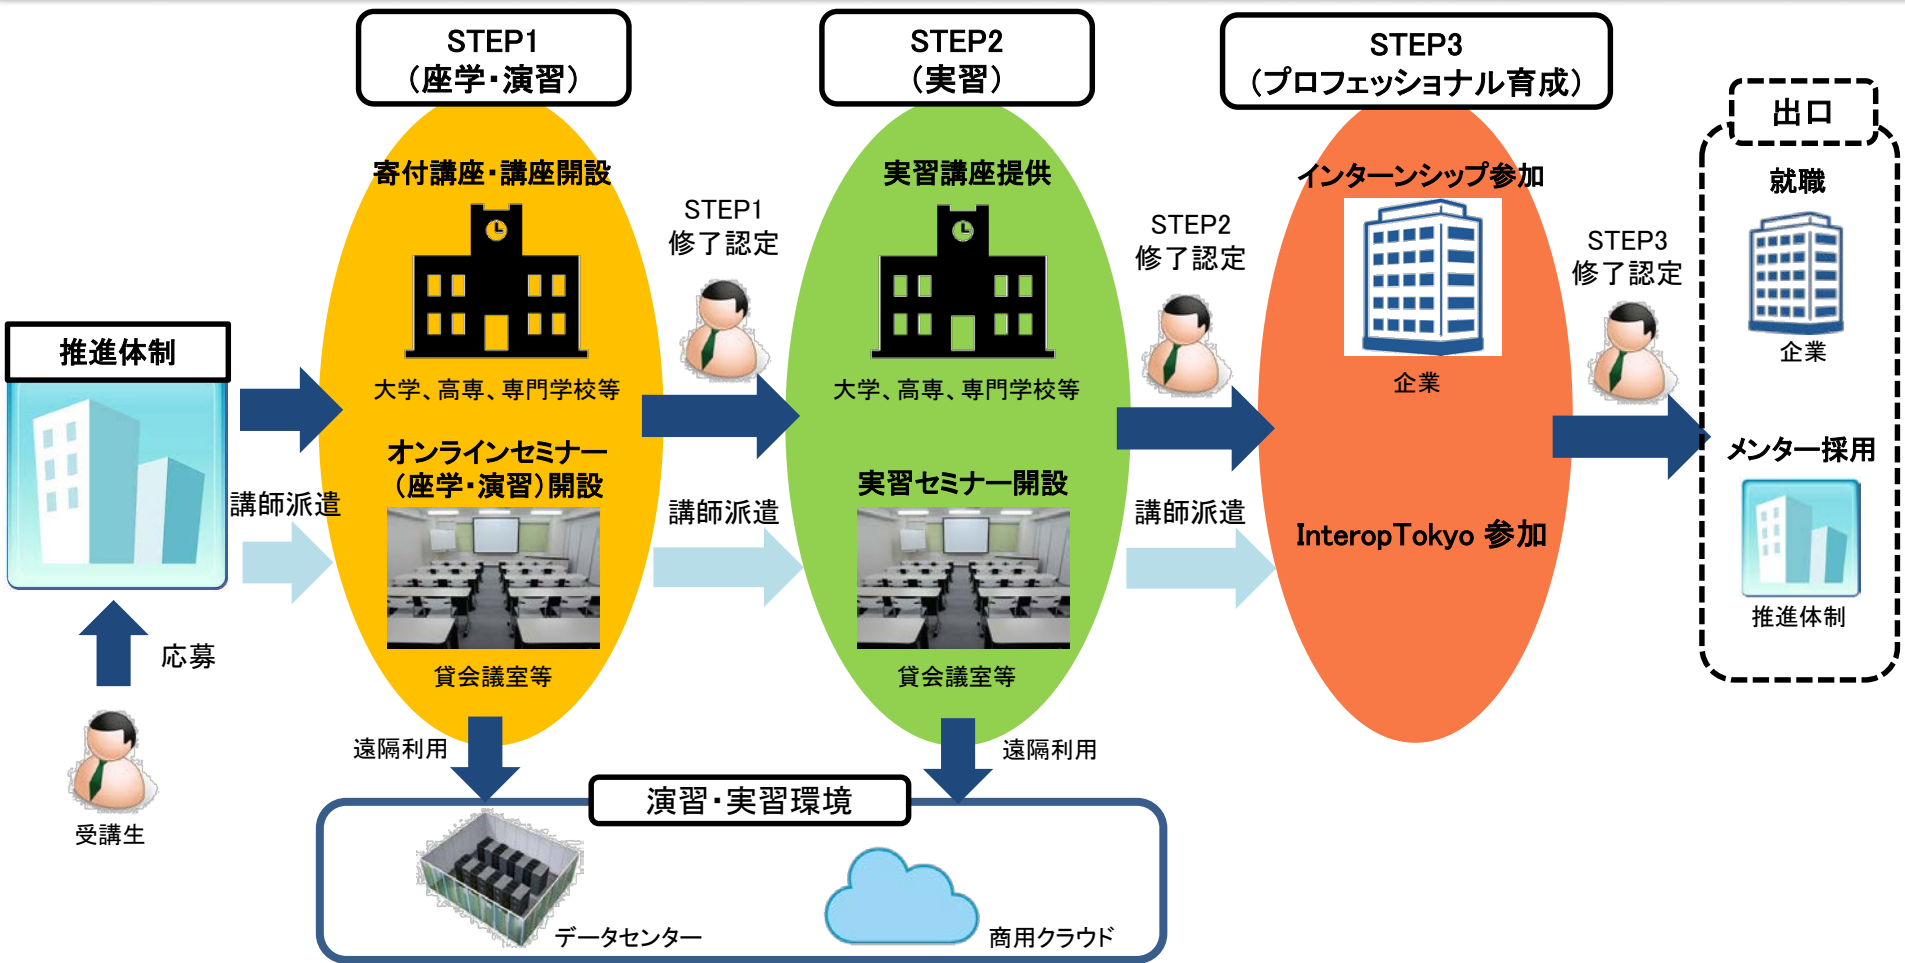 STEP1
（座学・演習）
STEP2
（実習）
STEP3
（プロフェッショナル育成）
出口
寄付講座・講座開設
大学、高専、専門学校等
オンラインセミナー
（座学・演習）開設
貸会議室等
STEP1
修了認定
実習講座提供
大学、高専、専門学校等
実習セミナー開設
貸会議室等
STEP2
修了認定
インターンシップ参加
企業
InteropTokyo 参加
STEP3
修了認定
就職
企業
メンター採用
推進体制
推進体制
講師派遣
講師派遣
講師派遣
応募
受講生
遠隔利用
遠隔利用
演習・実習環境
データセンター
商用クラウド